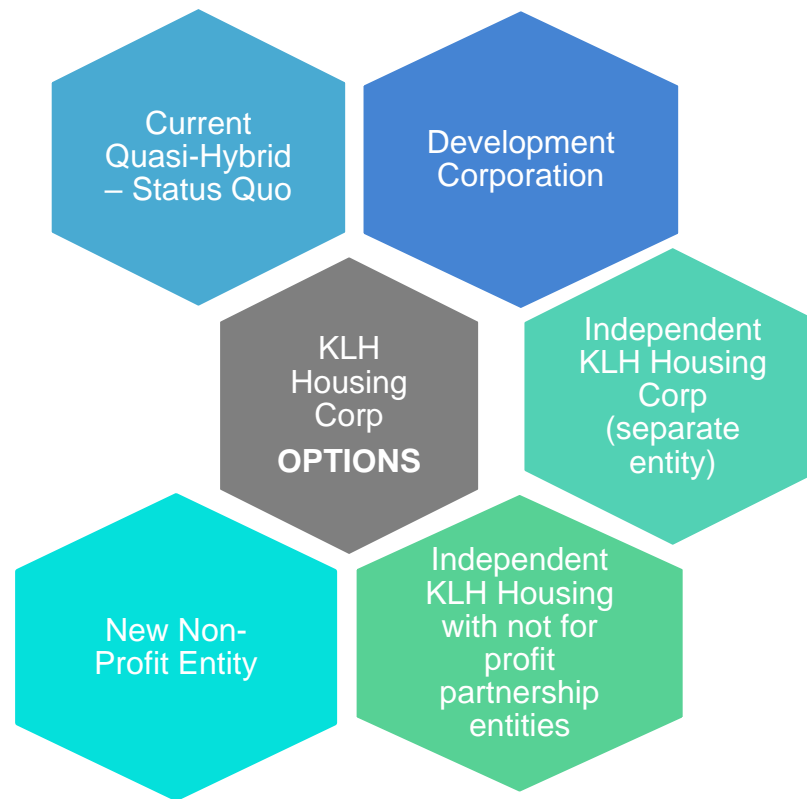 Current
Quasi-Hybrid
– Status Quo
Development
Corporation
KLH
Housing
Corp
OPTIONS
Independent
KLH Housing
Corp
(separate
entity)
New Non-
Profit Entity
Independent
KLH Housing
with not for
profit
partnership
entities